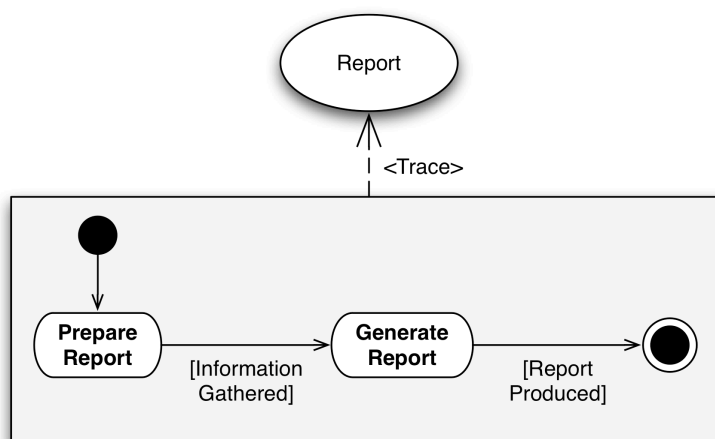 Report
<Trace>
Prepare
Report
[Information
Gathered]
Generate
Report
[Report
Produced]